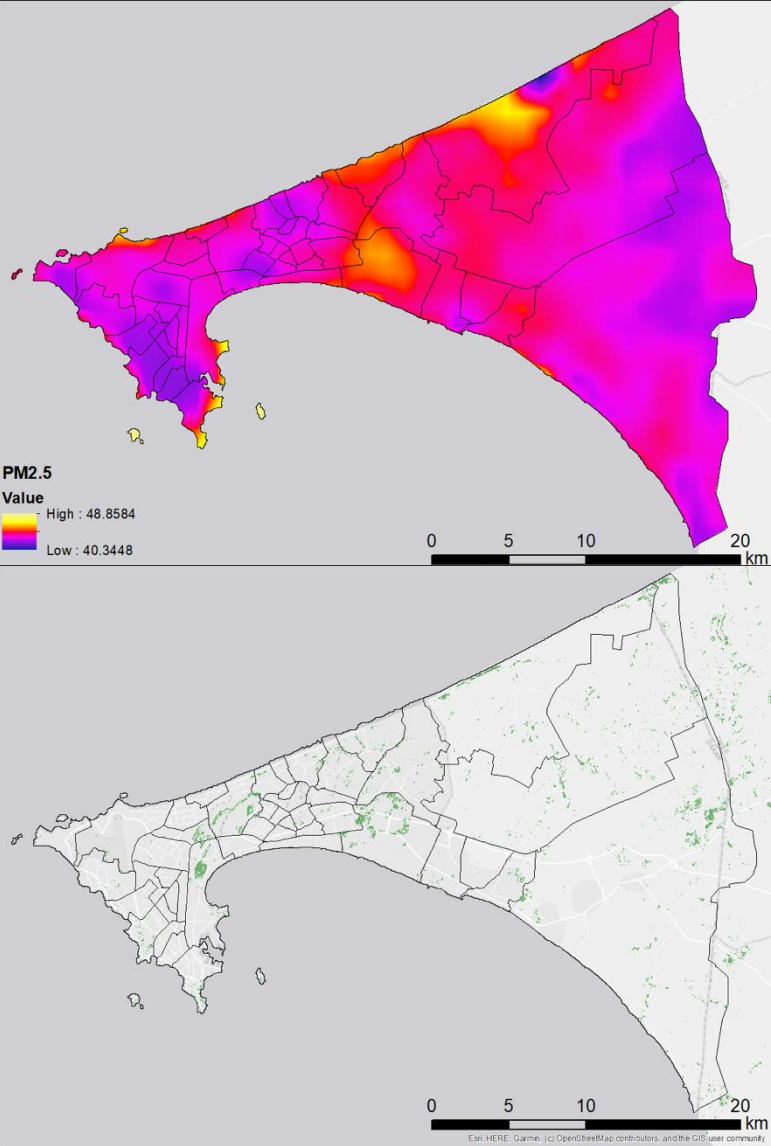 PM2.5
Value
High : 48.8584
Low : 40.3448
0 5 10 20
km
0 5 10 20
km
Esri, HERE, Garmin, (c) OpenStreetMap contributors, and the GIS user community